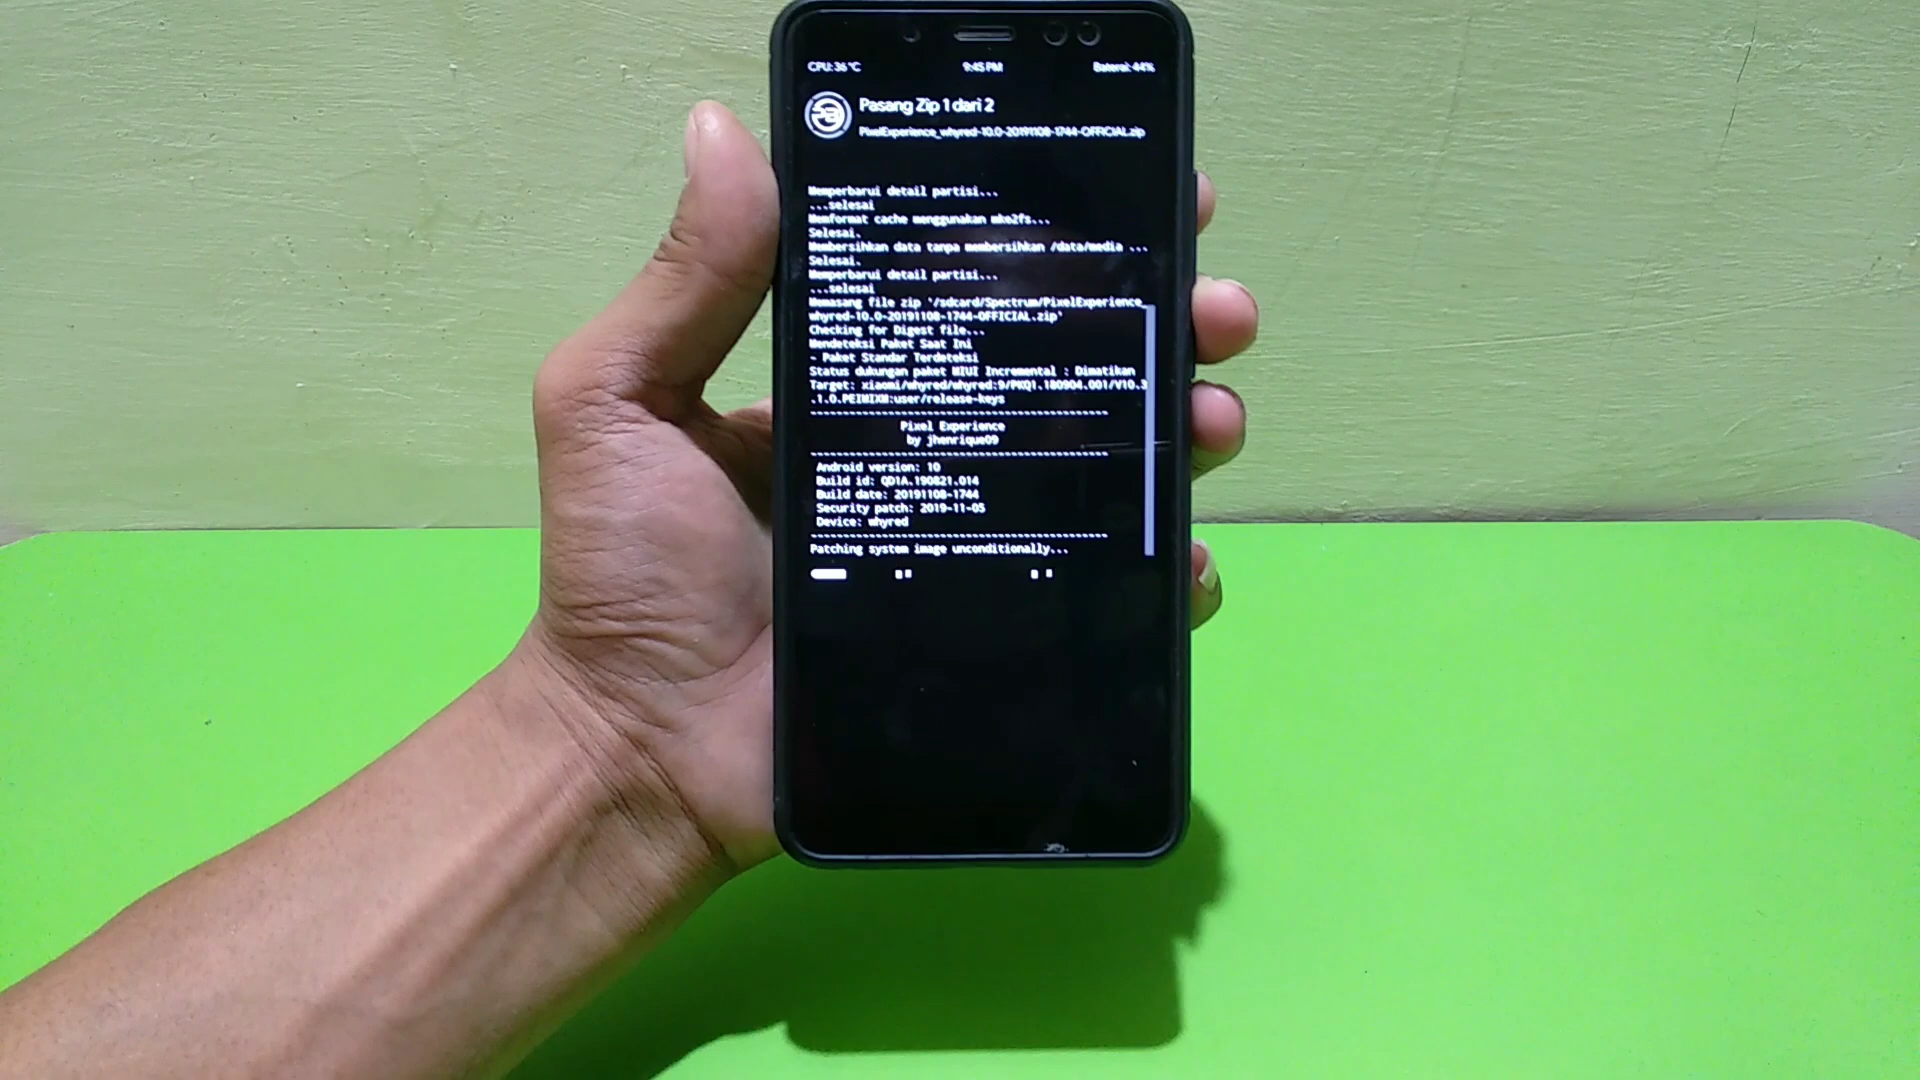 CPU: 36 °C
9:45 PM
Baterai: 44%
Pasang Zip 1 dari 2
PixelExperience_whyred-10.0-20191108-1744-OFFICIAL.zip
Memperbarui detail partisi...
...selesai
Memformat cache menggunakan mke2fs...
Selesai.
Membersihkan data tanpa membersihkan /data/media ...
Selesai.
Memperbarui detail partisi...
...selesai
Memasang file zip '/sdcard/Spectrum/PixelExperience_
whyred-10.0-20191108-1744-OFFICIAL.zip'
Checking for Digest file...
Mendeteksi Paket Saat Ini
- Paket Standar Terdeteksi
Status dukungan paket MIUI Incremental : Dimatikan
Target: xiaomi/whyred/whyred:9/PKQ1.180904.001/V10.3
.1.0.PEIMIXM:user/release-keys
Pixel Experience
by jhenrique09
Android version: 10
Build id: QD1A.190821.014
Build date: 20191108-1744
Security patch: 2019-11-05
Device: whyred
Patching system image unconditionally...